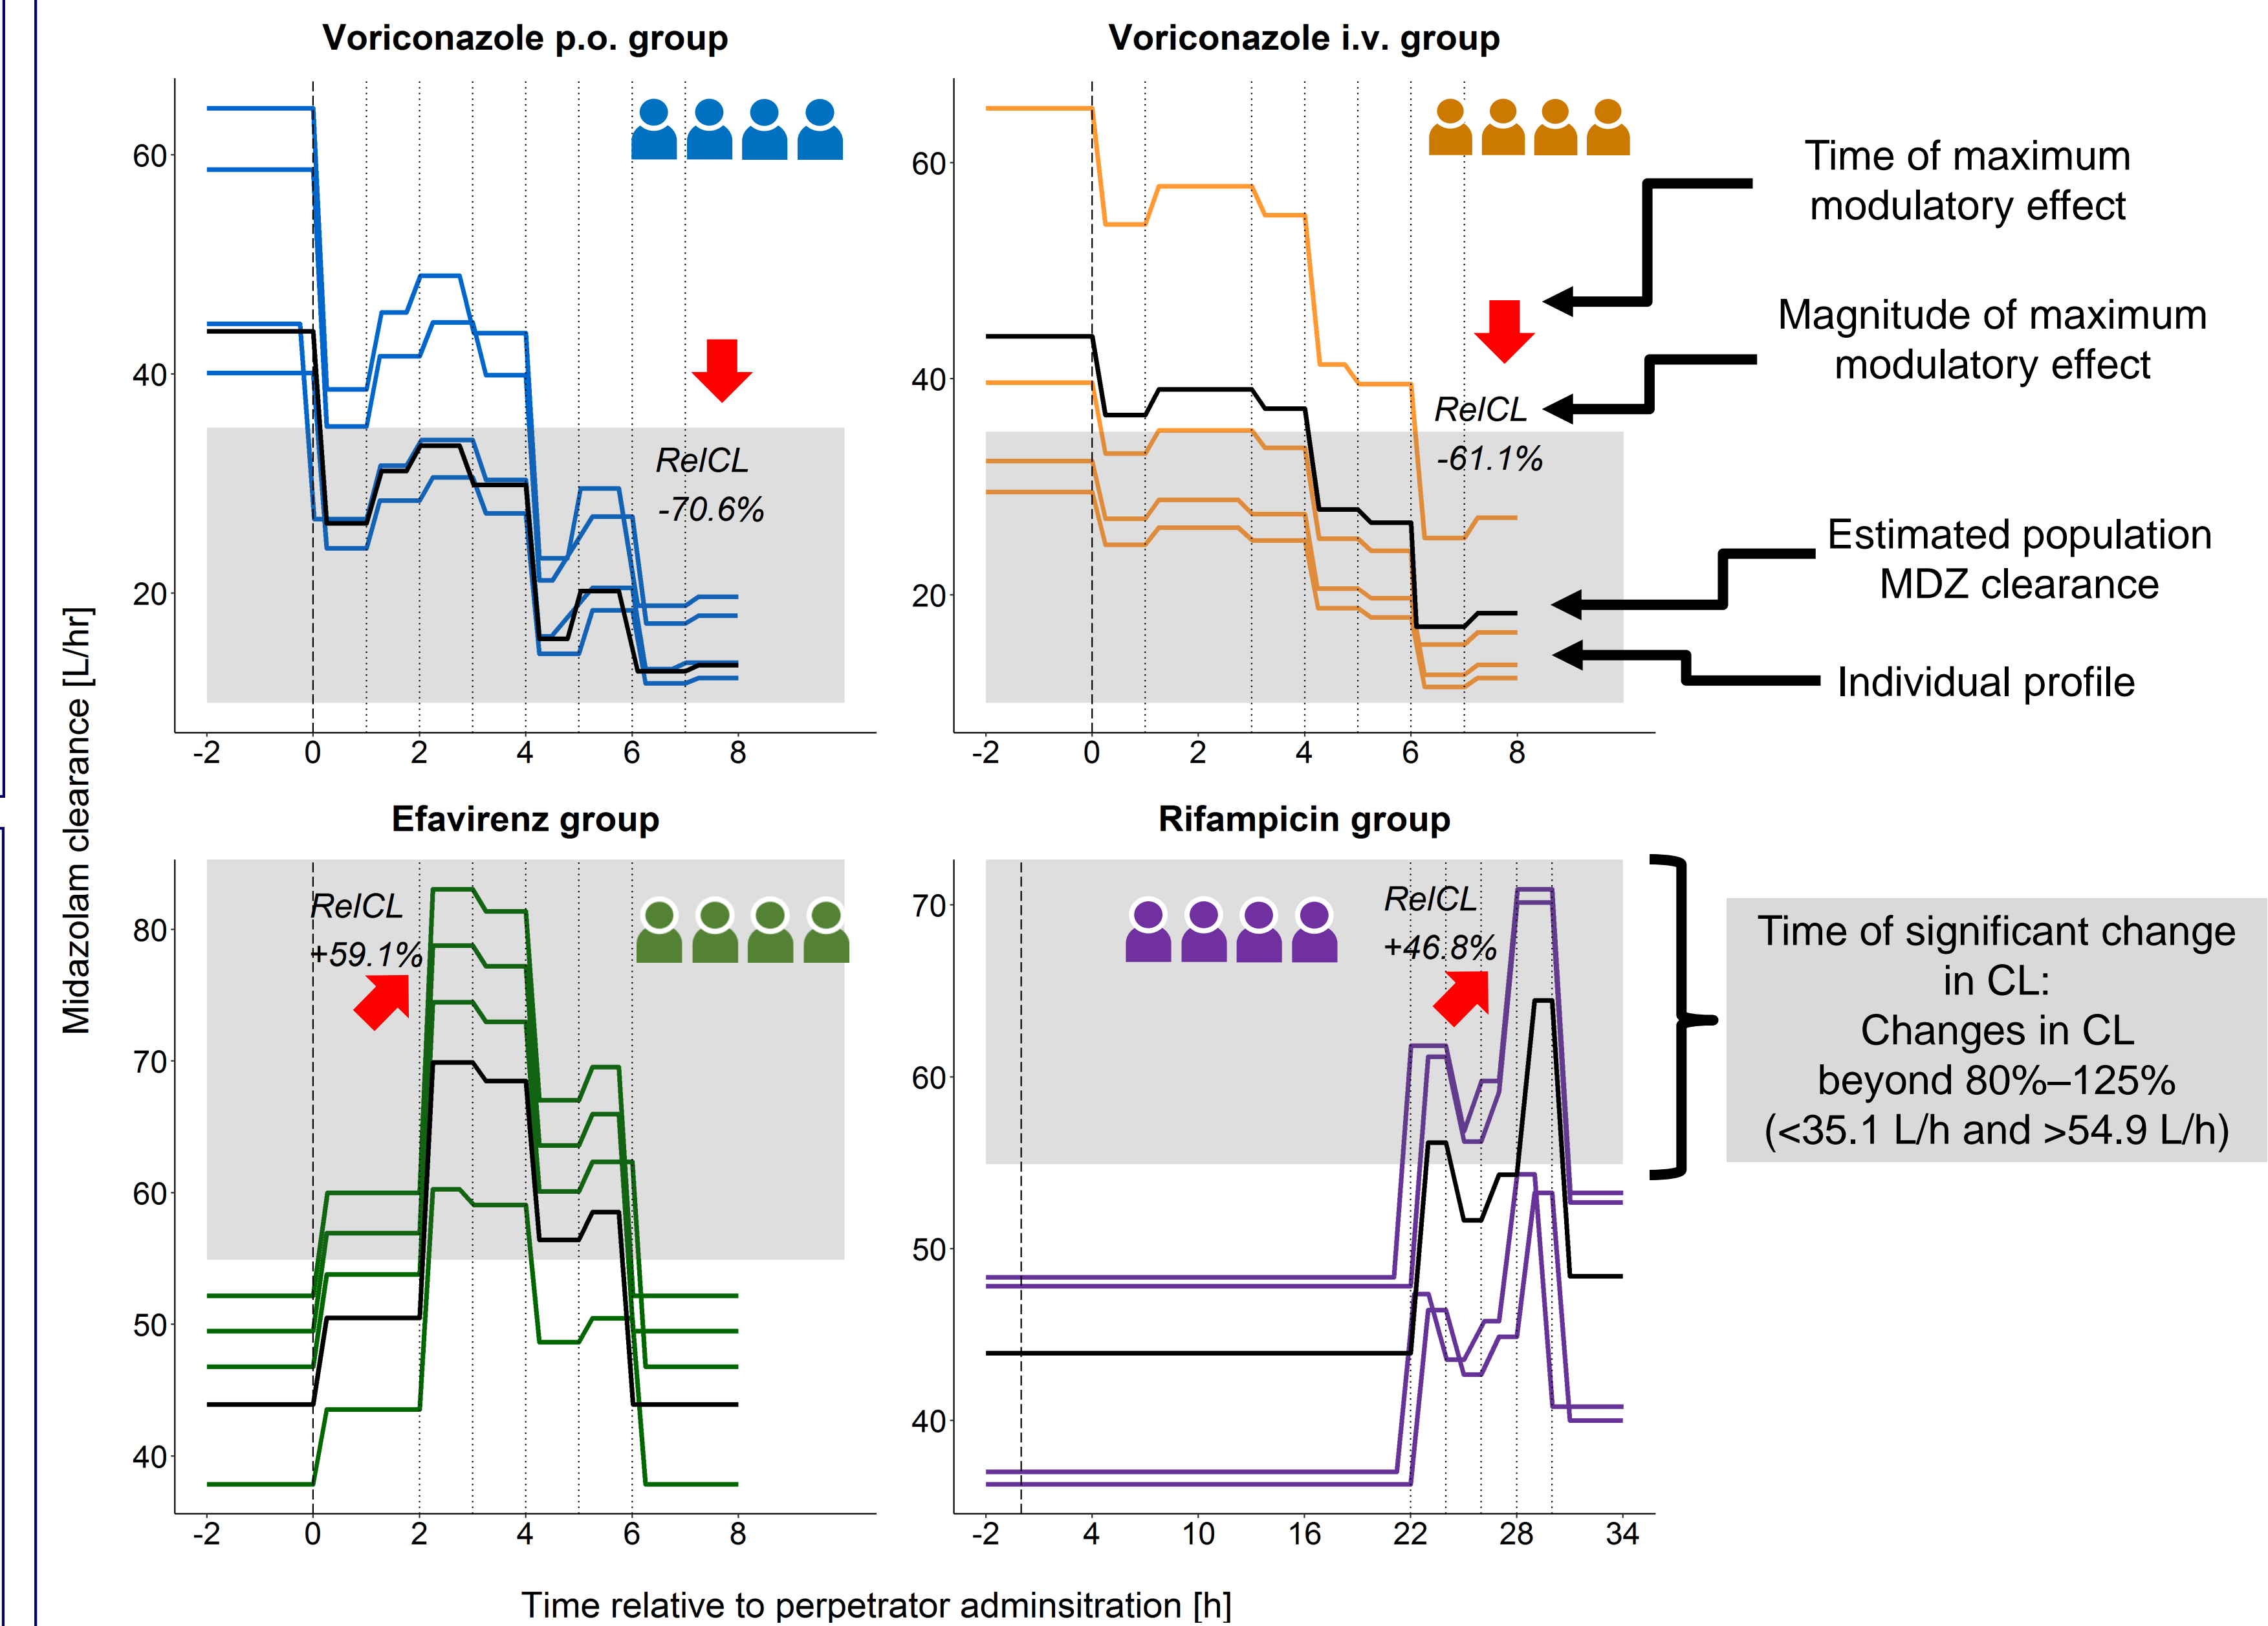 Voriconazole p.o. group
60
40
20
RelCL
-70.6%
-2 0 2 4 6 8
Voriconazole i.v. group
60
40
20
RelCL
-61.1%
-2 0 2 4 6 8
Time of maximum
modulatory effect
Magnitude of maximum
modulatory effect
Estimated population
MDZ clearance
Individual profile
Midazolam clearance [L/hr]
Efavirenz group
80
70
60
50
40
RelCL
+59.1%
-2 0 2 4 6 8
Rifampicin group
70
60
50
40
RelCL
+46.8%
-2 4 10 16 22 28 34
Time of significant change
in CL:
Changes in CL
beyond 80%–125%
(<35.1 L/h and >54.9 L/h)
Time relative to perpetrator adminsitration [h]